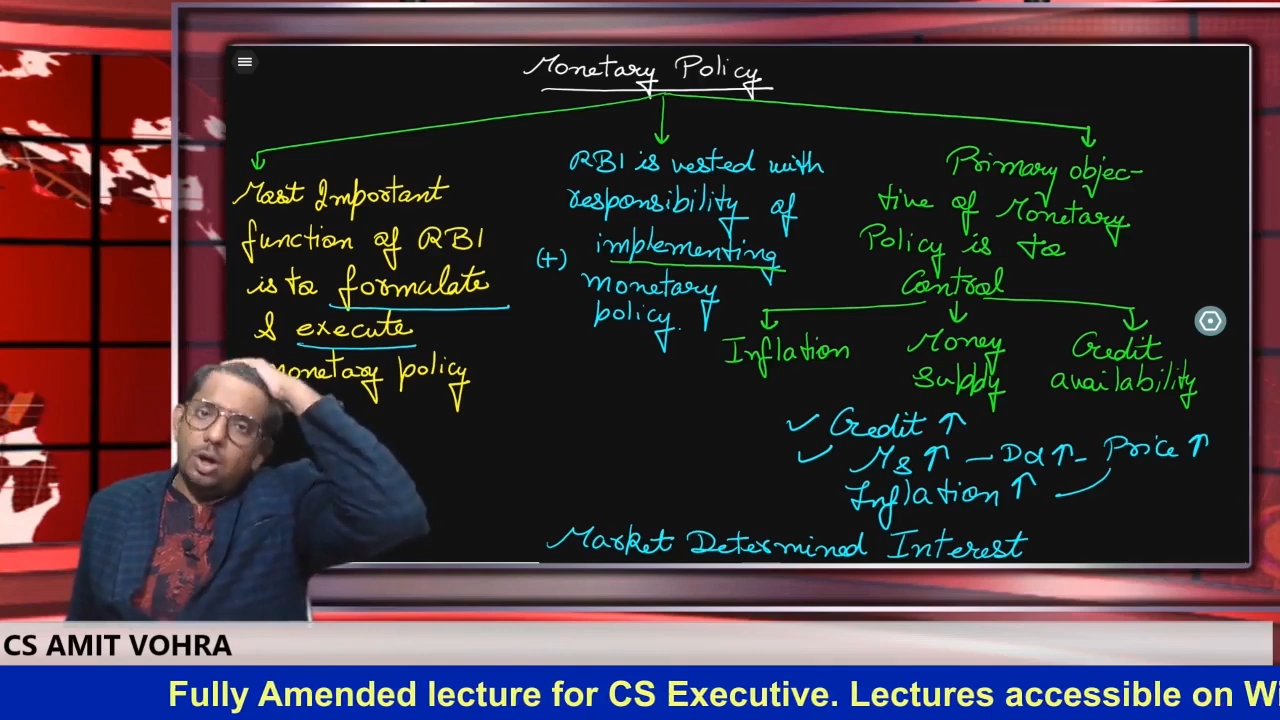 Monetary Policy
Most Important
function of RBI
is to formulate
& execute
monetary policy
(+)
RBI is vested with
responsibility of
implementing
monetary
policy.
Primary objec-
tive of Monetary
Policy is to
Control
Inflation
Money
Supply
Credit
availability
✓ Credit ↑
✓ Ms ↑ - Dd ↑ - Price ↑
Inflation ↑
Market Determined Interest
CS AMIT VOHRA
Fully Amended lecture for CS Executive. Lectures accessible on